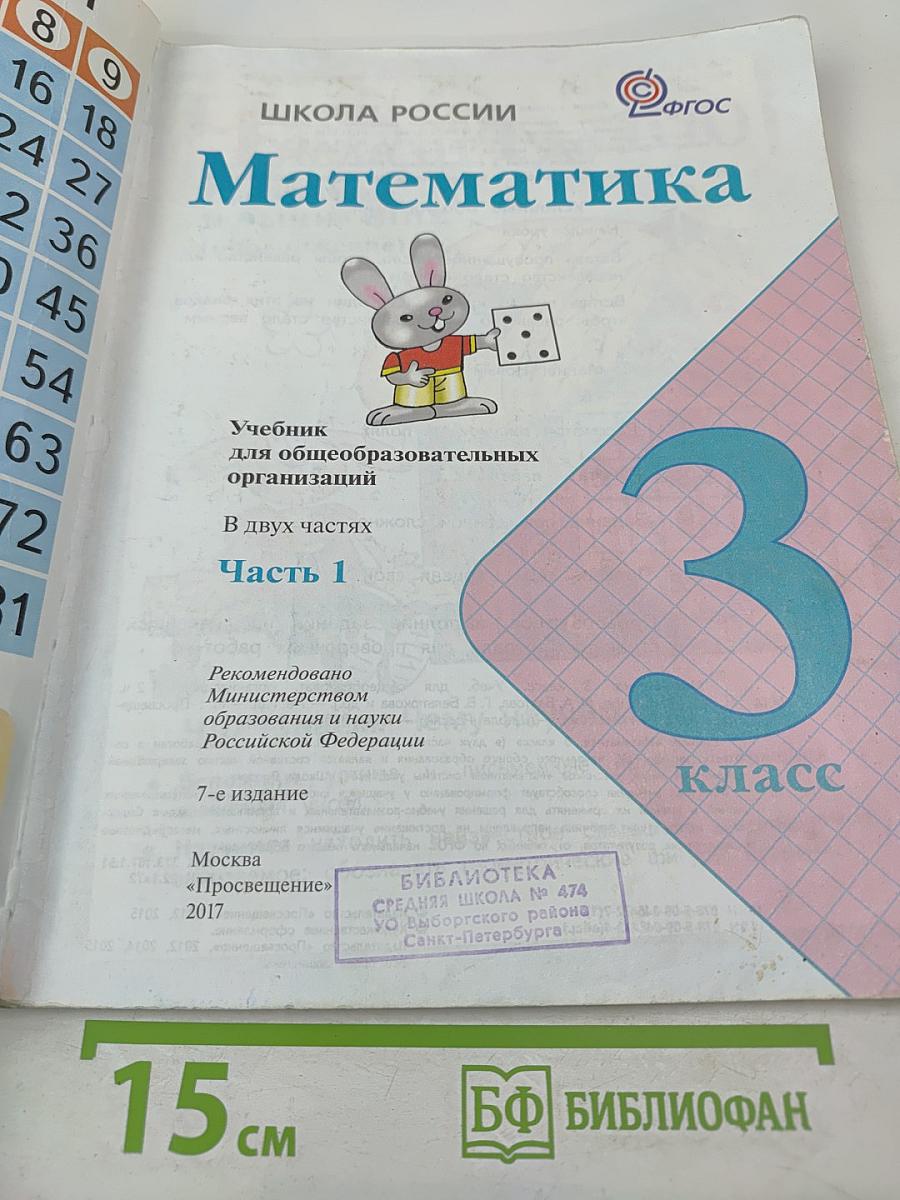 8 9
16 18
24 27
36
45
54
63
72
ШКОЛА РОССИИ
ФГОС
Математика
Учебник
для общеобразовательных
организаций
В двух частях
Часть 1
3
класс
Рекомендовано
Министерством
образования и науки
Российской Федерации
7-е издание
Москва
«Просвещение»
2017
БИБЛИОТЕКА
СРЕДНЯЯ ШКОЛА № 474
УО Выборгского района
Санкт-Петербурга
15 см
БФ БИБЛИОФАН